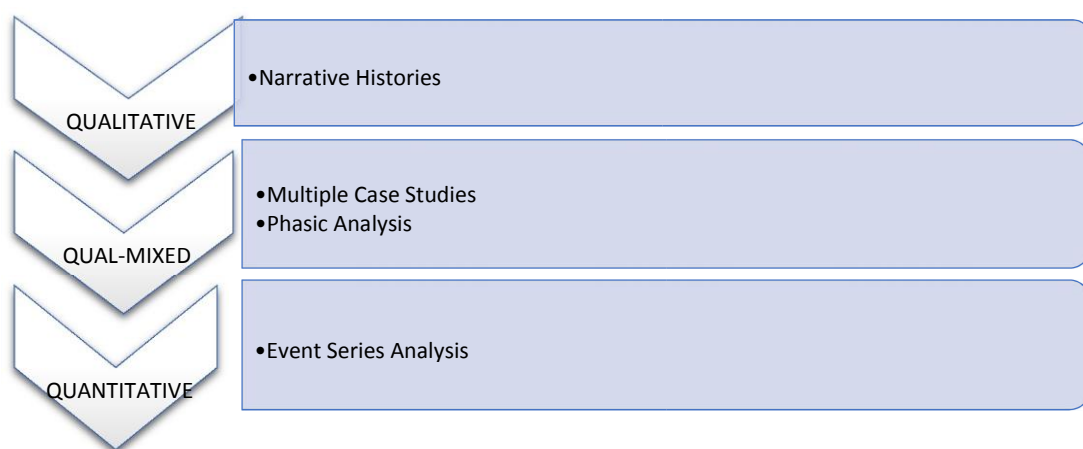 •Narrative Histories
QUALITATIVE
•Multiple Case Studies
•Phasic Analysis
QUAL-MIXED
•Event Series Analysis
QUANTITATIVE